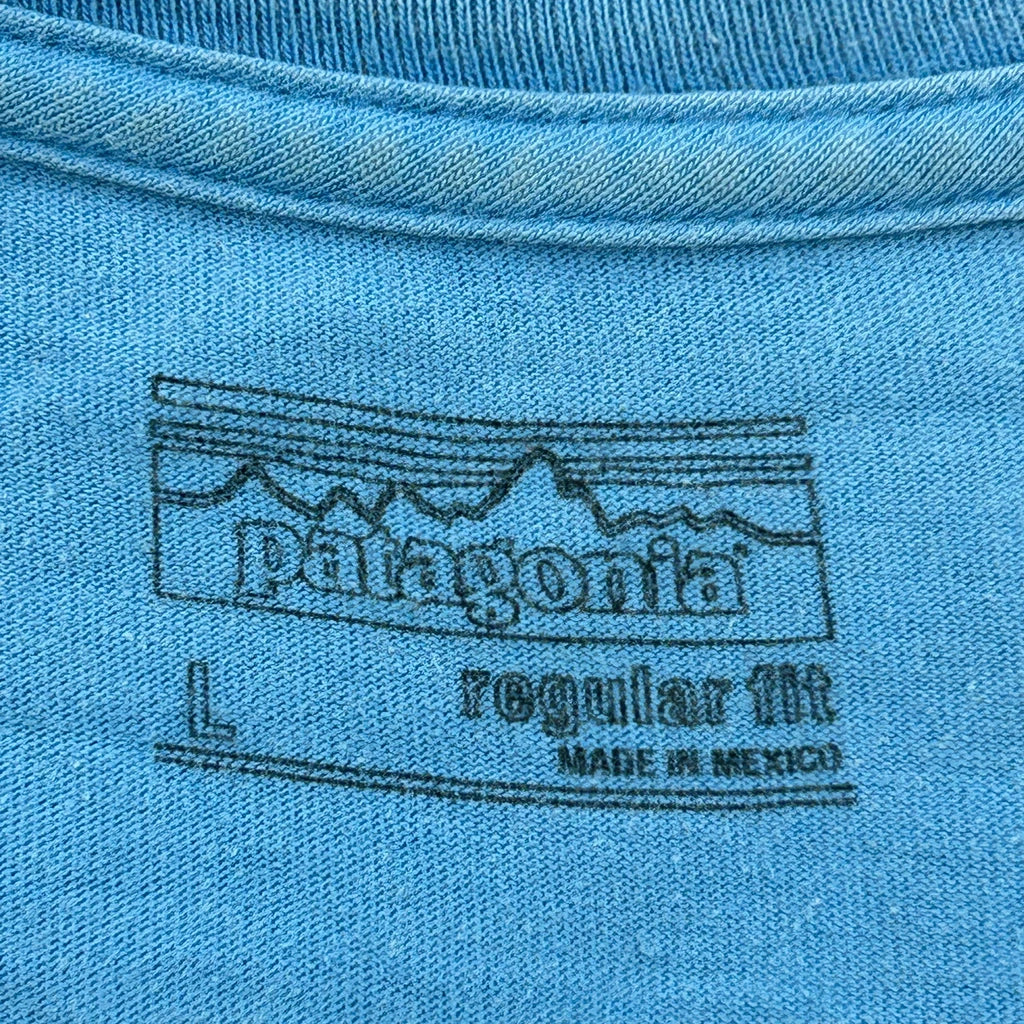 patagonia
L
regular fit
MADE IN MEXICO